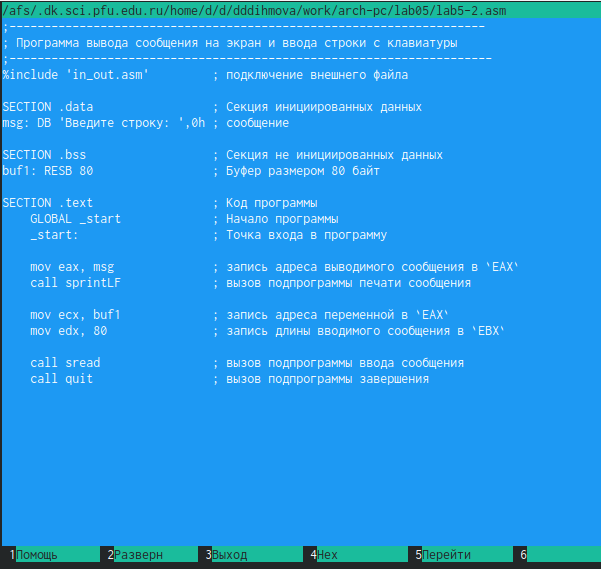 /afs/.dk.sci.pfu.edu.ru/home/d/d/dddihmova/work/arch-pc/lab05/lab5-2.asm
;--------------------------------------------------------------------
; Программа вывода сообщения на экран и ввода строки с клавиатуры
;---------------------------------------------------------------------
%include 'in_out.asm' ; подключение внешнего файла
SECTION .data ; Секция инициированных данных
msg: DB 'Введите строку: ',0h ; сообщение
SECTION .bss ; Секция не инициированных данных
buf1: RESB 80 ; Буфер размером 80 байт
SECTION .text ; Код программы
GLOBAL _start ; Начало программы
_start: ; Точка входа в программу
mov eax, msg ; запись адреса выводимого сообщения в `EAX`
call sprintLF ; вызов подпрограммы печати сообщения
mov ecx, buf1 ; запись адреса переменной в `EAX`
mov edx, 80 ; запись длины вводимого сообщения в `EBX`
call sread ; вызов подпрограммы ввода сообщения
call quit ; вызов подпрограммы завершения
1Помощь 2Разверн 3Выход 4Hex 5Перейти 6